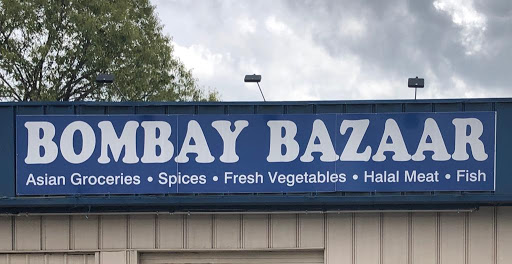 BOMBAY BAZAAR
Asian Groceries • Spices • Fresh Vegetables • Halal Meat • Fish